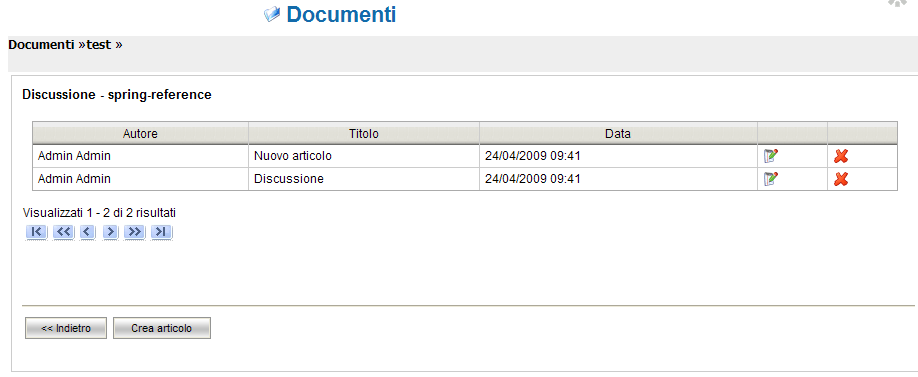 Documenti
Documenti »test »
Discussione - spring-reference
Autore Titolo Data
Admin Admin Nuovo articolo 24/04/2009 09:41
Admin Admin Discussione 24/04/2009 09:41
Visualizzati 1 - 2 di 2 risultati
<< Indietro Crea articolo